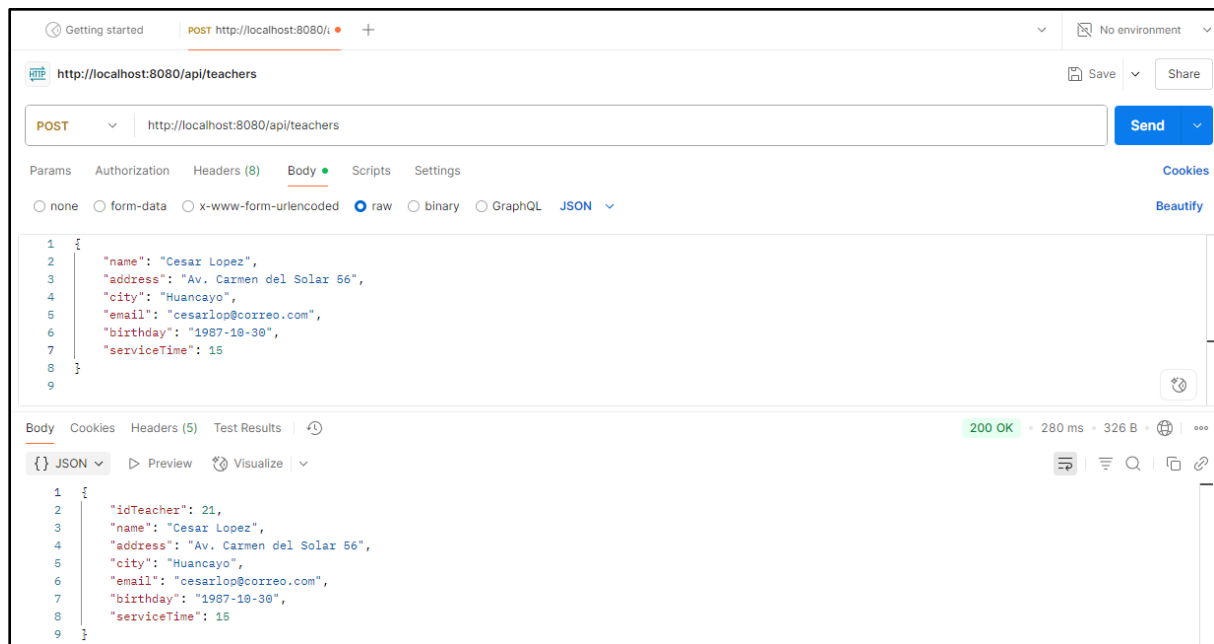 Getting started POST http://localhost:8080/a No environment
HTTP http://localhost:8080/api/teachers Save Share
POST http://localhost:8080/api/teachers Send
Params Authorization Headers (8) Body Scripts Settings Cookies
none form-data x-www-form-urlencoded raw binary GraphQL JSON Beautify
1 {
2 "name": "Cesar Lopez",
3 "address": "Av. Carmen del Solar 56",
4 "city": "Huancayo",
5 "email": "cesarlop@correo.com",
6 "birthday": "1987-10-30",
7 "serviceTime": 15
8 }
9
Body Cookies Headers (5) Test Results 200 OK • 280 ms • 326 B •
{} JSON Preview Visualize
1 {
2 "idTeacher": 21,
3 "name": "Cesar Lopez",
4 "address": "Av. Carmen del Solar 56",
5 "city": "Huancayo",
6 "email": "cesarlop@correo.com",
7 "birthday": "1987-10-30",
8 "serviceTime": 15
9 }